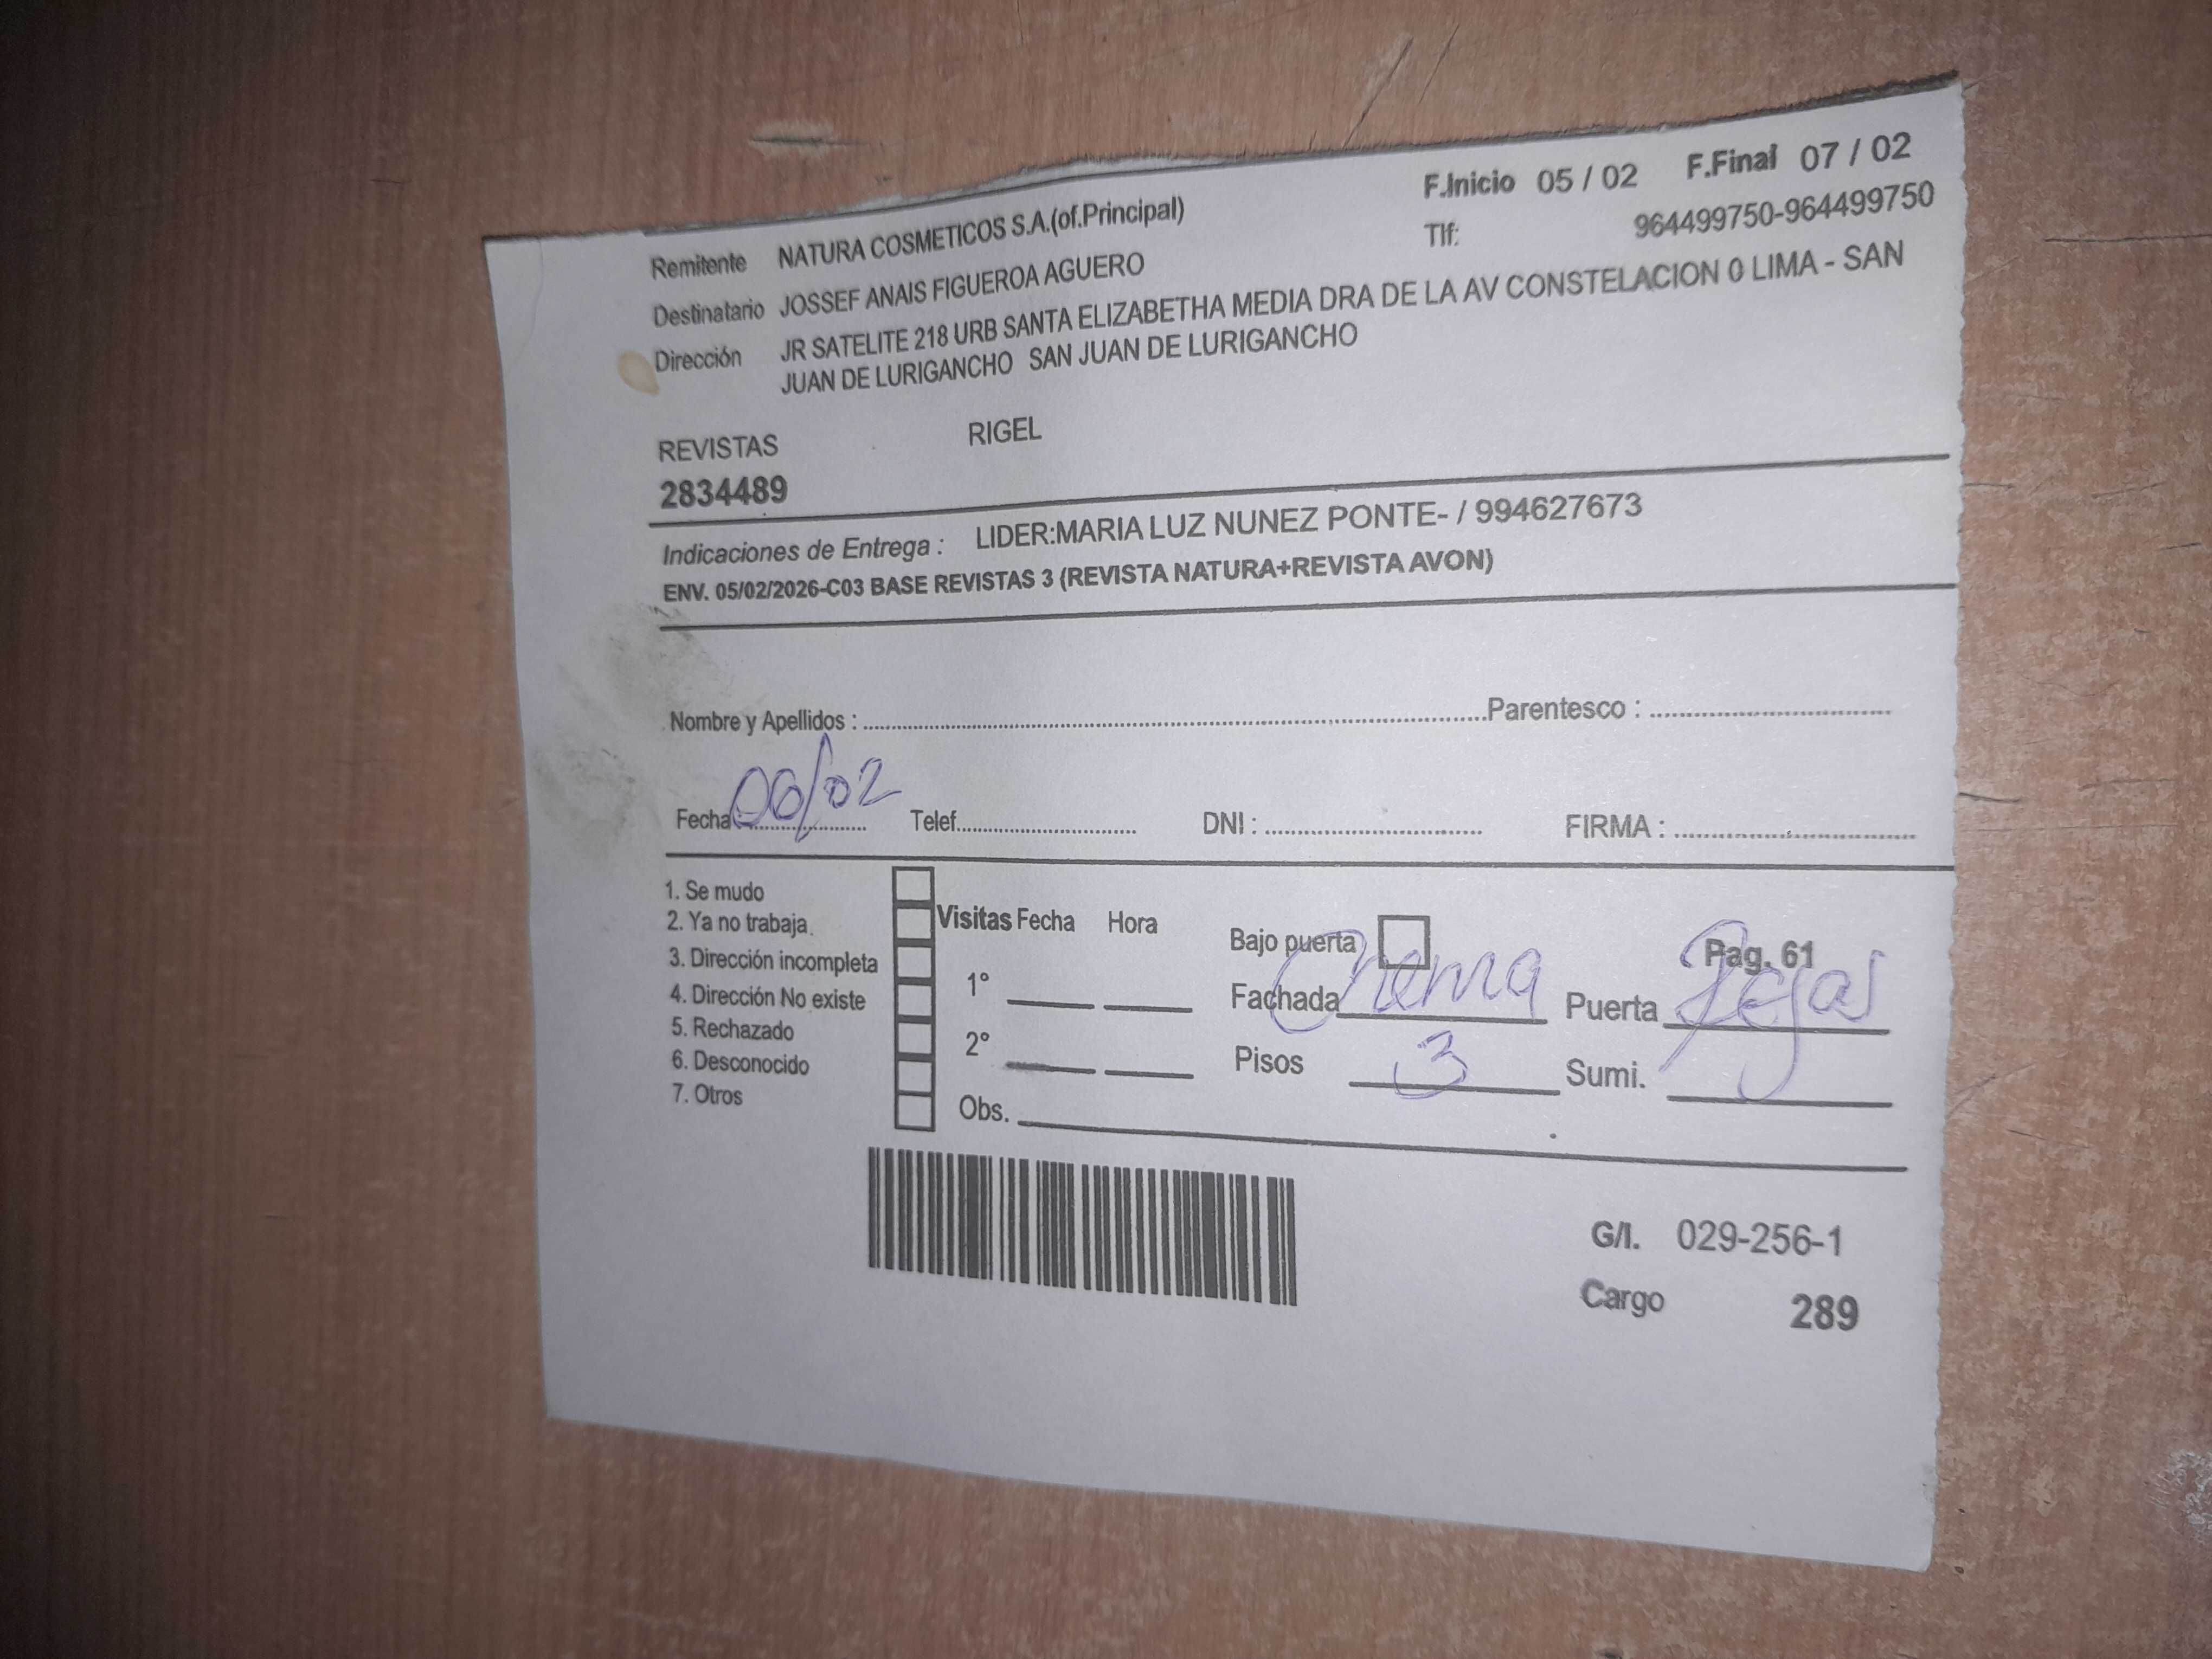 F.Inicio 05 / 02 F.Final 07 / 02
Remitente NATURA COSMETICOS S.A.(of.Principal) Tlf: 964499750-964499750
Destinatario JOSSEF ANAIS FIGUEROA AGUERO
Dirección JR SATELITE 218 URB SANTA ELIZABETHA MEDIA DRA DE LA AV CONSTELACION 0 LIMA - SAN
JUAN DE LURIGANCHO SAN JUAN DE LURIGANCHO
REVISTAS RIGEL
2834489
Indicaciones de Entrega : LIDER:MARIA LUZ NUNEZ PONTE- / 994627673
ENV. 05/02/2026-C03 BASE REVISTAS 3 (REVISTA NATURA+REVISTA AVON)
Nombre y Apellidos : Parentesco :
Fecha : 06/02 Telef. DNI : FIRMA :
1. Se mudo
2. Ya no trabaja
3. Dirección incompleta
4. Dirección No existe
5. Rechazado
6. Desconocido
7. Otros
Visitas Fecha Hora
1°
2°
Obs.
Bajo puerta Pag. 61
Fachada Crema Puerta Rejas
Pisos 3 Sumi.
G/I. 029-256-1
Cargo 289